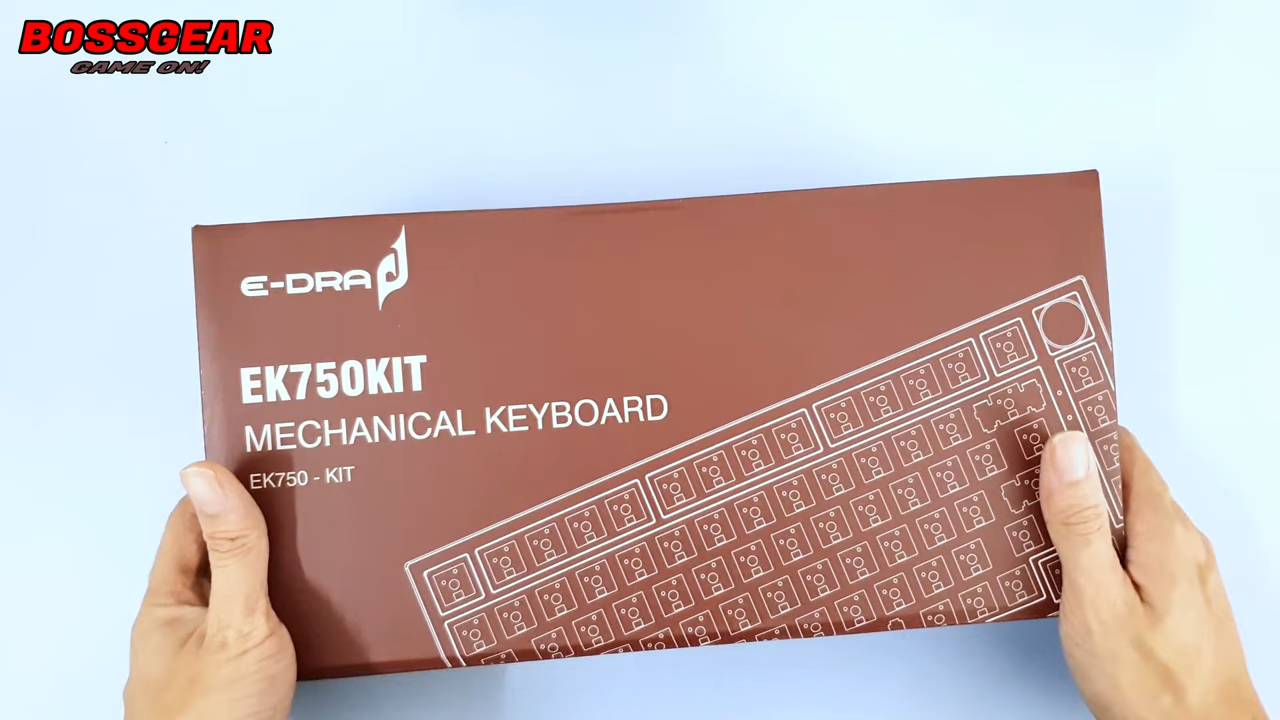 BOSSGEAR
GAME ON!
E-DRA
EK750KIT
MECHANICAL KEYBOARD
EK750 - KIT